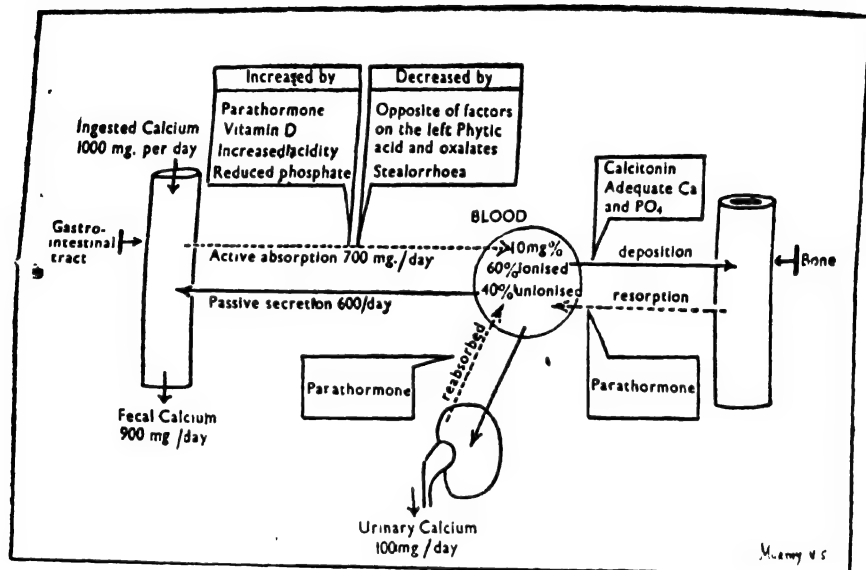 Increased by
Parathormone
Vitamin D
Increased acidity
Reduced phosphate
Decreased by
Opposite of factors
on the left Phytic
acid and oxalates
Stealorrhoea
Ingested Calcium
1000 mg. per day
Gastro-
intestinal
tract
Active absorption 700 mg./day
Passive secretion 600/day
Fecal Calcium
900 mg/day
BLOOD
10mg%
60% ionised
40% unionised
Calcitonin
Adequate Ca
and PO₄
deposition
resorption
Bone
Parathormone
reabsorbed
Parathormone
Urinary Calcium
100mg/day